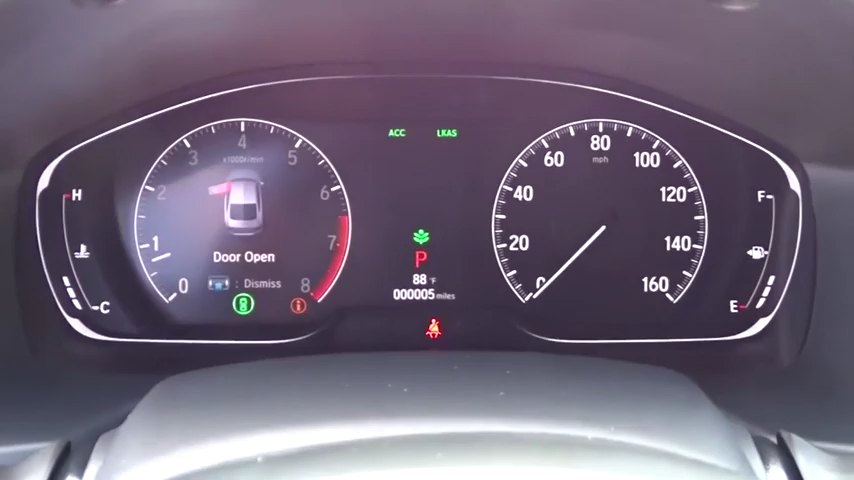 ACC LKAS
4
3 5
x1000r/min
2 6
1 7
0 8
Door Open
: Dismiss
H
C
P
88 °F
000005 miles
80
mph
60 100
40 120
20 140
0 160
F
E